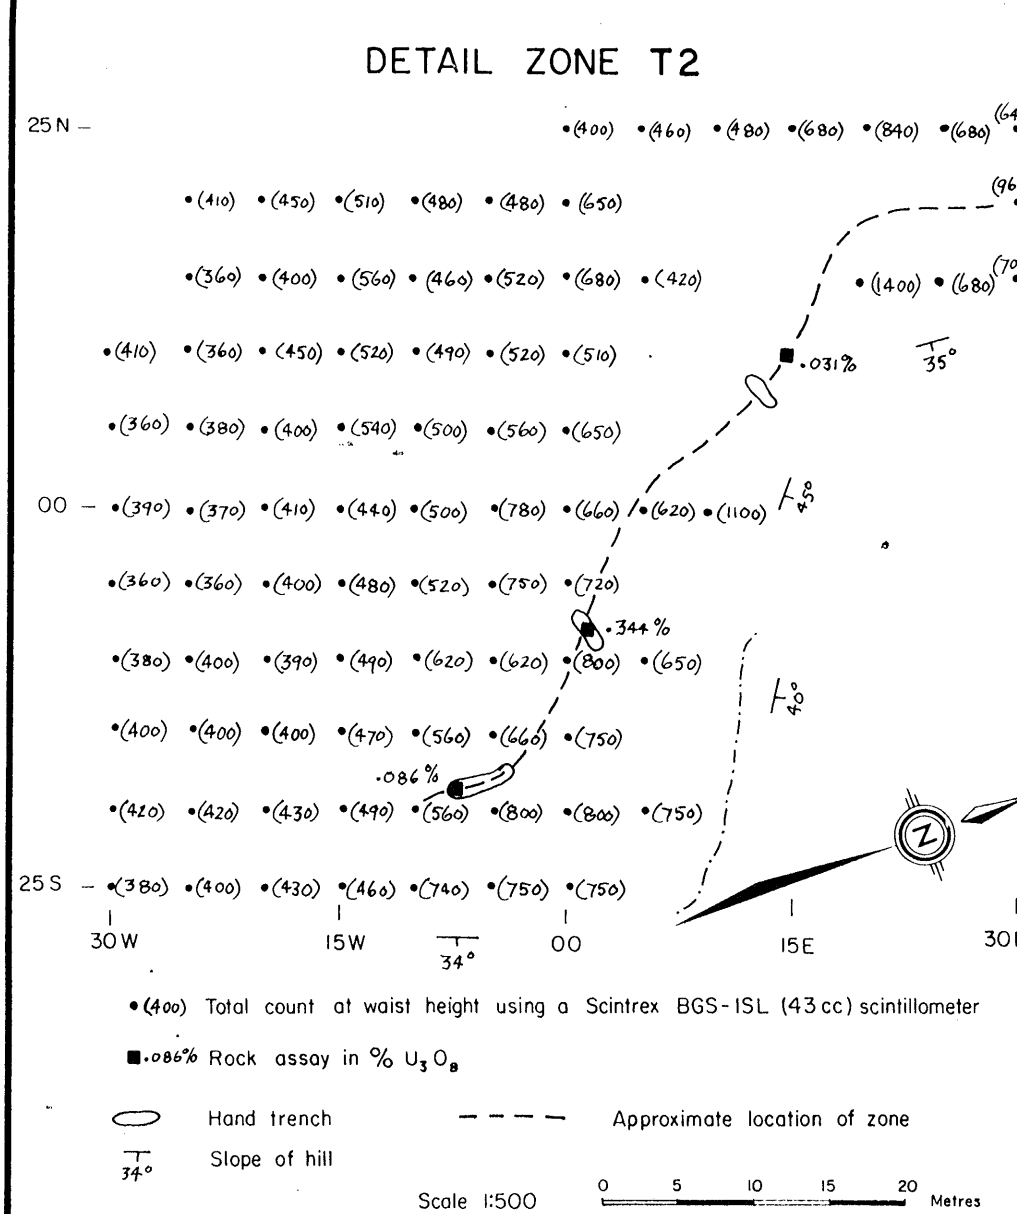 DETAIL ZONE T2
(64
25 N (400) (460) (480) (680) (840) (680)
(96
(410) (450) (510) (480) (480) (650)
(70
(360) (400) (560) (460) (520) (680) (420) (1400) (680)
(410) (360) (450) (520) (490) (520) (510)
.031% 35°
(360) (380) (400) (540) (500) (560) (650)
00 (390) (370) (410) (440) (500) (780) (660) (620) (1100) 45°
(360) (360) (400) (480) (520) (750) (720)
.344%
(380) (400) (390) (490) (620) (620) (800) (650)
40°
(400) (400) (400) (470) (560) (660) (750)
.086%
(420) (420) (430) (490) (560) (800) (800) (750)
N
25 S (380) (400) (430) (460) (740) (750) (750)
30W 15W 34° 00 15E 30
(400) Total count at waist height using a Scintrex BGS-1SL (43 cc) scintillometer
.086% Rock assay in % U₃O₈
Hand trench Approximate location of zone
34° Slope of hill
Scale 1:500 0 5 10 15 20 Metres